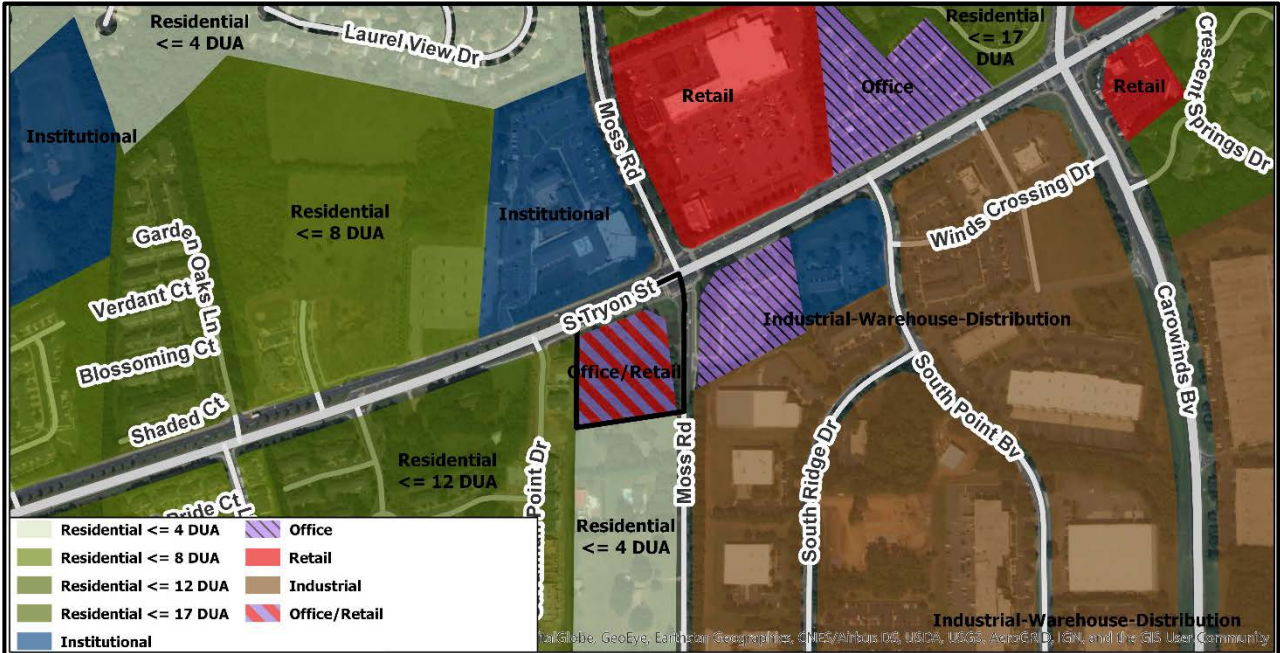 Residential
<= 4 DUA
Laurel View Dr
Residential
<= 17
DUA
Crescent Springs Dr
Retail
Office
Retail
Moss Rd
Institutional
Residential
<= 8 DUA
Institutional
Winds Crossing Dr
Garden Oaks Ln
Verdant Ct
S Tryon St
Carowinds Bv
Industrial-Warehouse-Distribution
Blossoming Ct
Office/Retail
South Point Bv
Shaded Ct
South Ridge Dr
Residential
<= 12 DUA
Moss Rd
Pride Ct
Point Dr
Residential
<= 4 DUA
Residential <= 4 DUA
Office
Residential <= 8 DUA
Retail
Residential <= 12 DUA
Industrial
Residential <= 17 DUA
Office/Retail
Institutional
Industrial-Warehouse-Distribution
GeoEye, Earthstar Geographics, CNES/Airbus DS, USDA, USGS, AeroGRID, IGN, and the GIS User Community